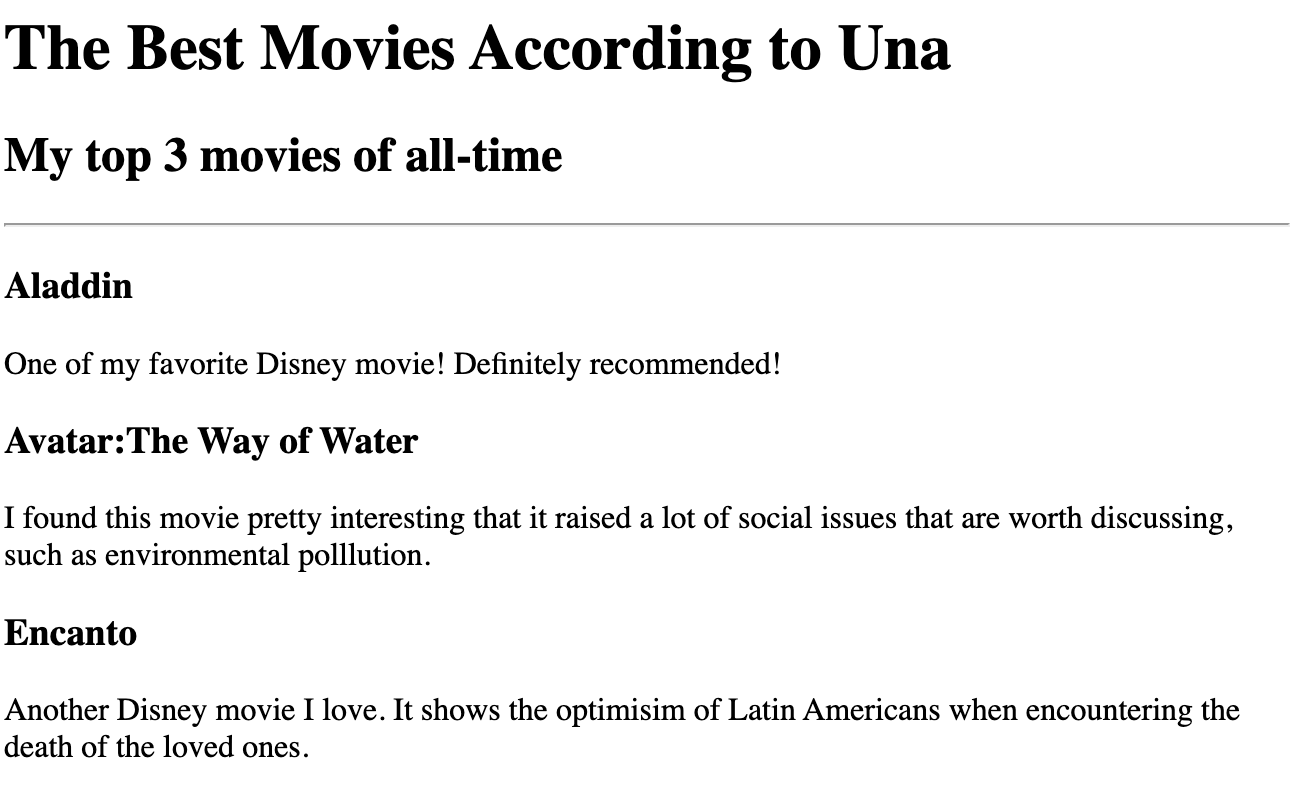 The Best Movies According to Una
My top 3 movies of all-time
Aladdin
One of my favorite Disney movie! Definitely recommended!
Avatar:The Way of Water
I found this movie pretty interesting that it raised a lot of social issues that are worth discussing,
such as environmental polllution.
Encanto
Another Disney movie I love. It shows the optimisim of Latin Americans when encountering the
death of the loved ones.